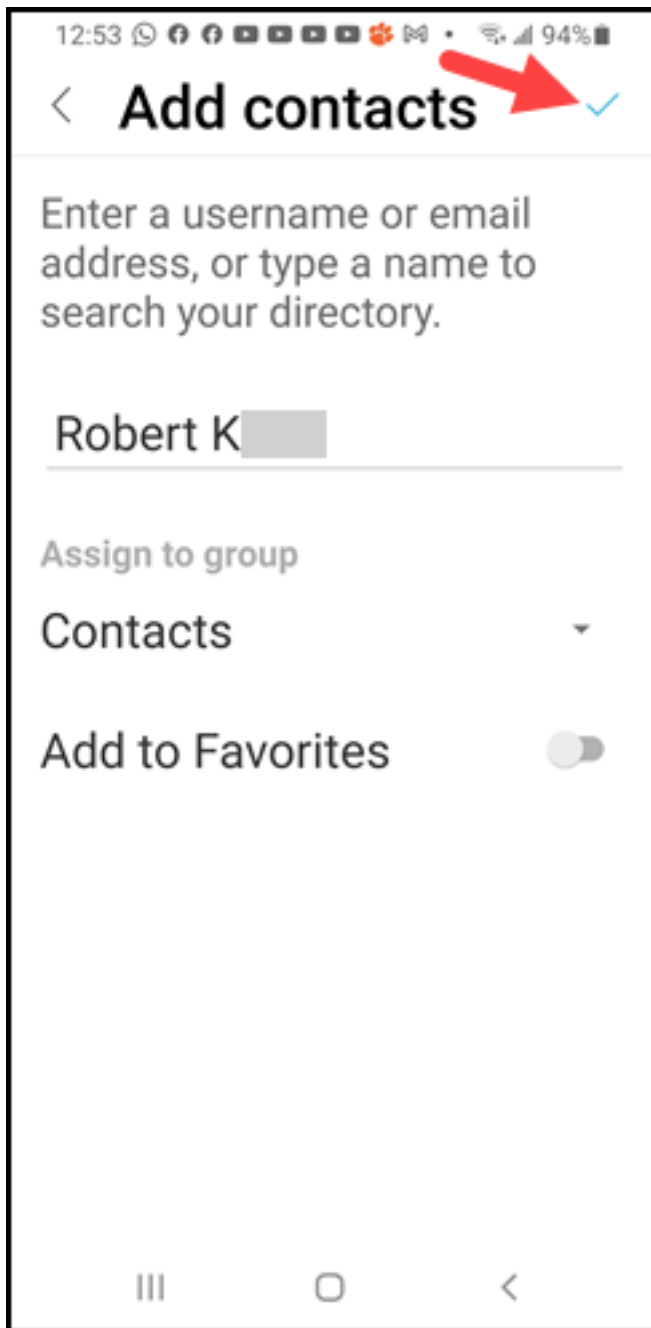 12:53 94%
Add contacts
Enter a username or email
address, or type a name to
search your directory.
Robert K
Assign to group
Contacts
Add to Favorites